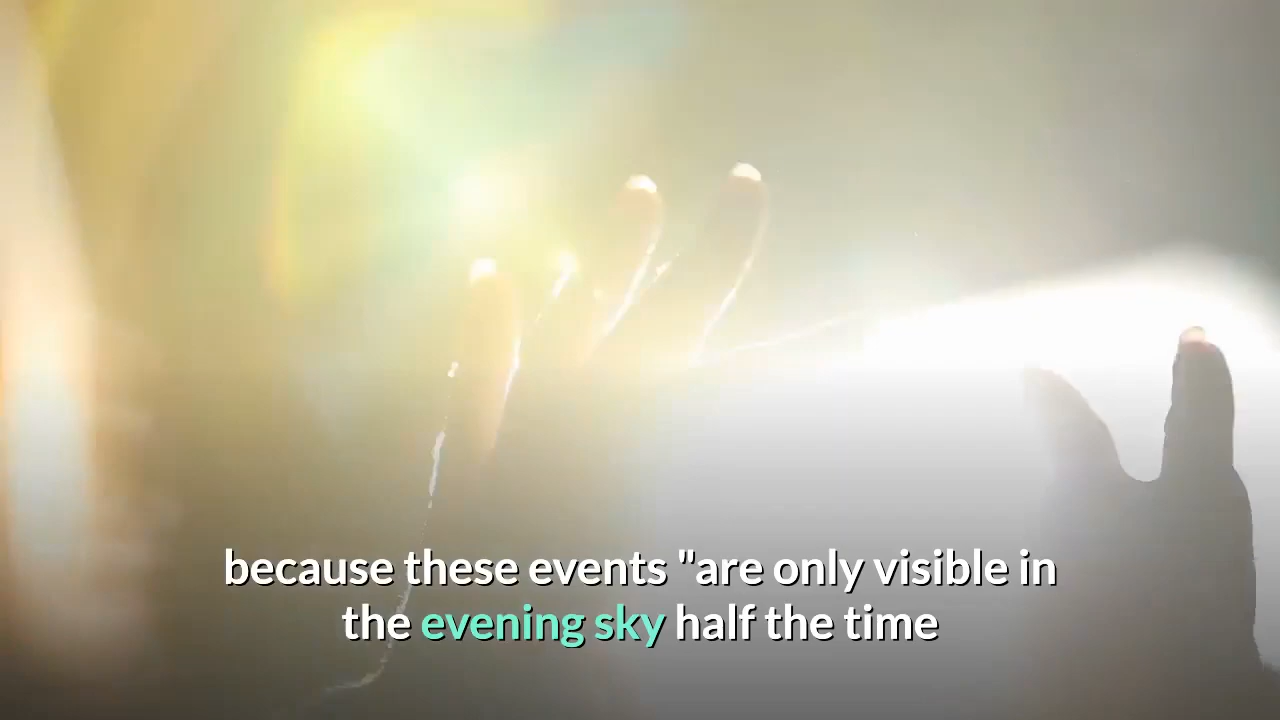 because these events "are only visible in
the evening sky half the time